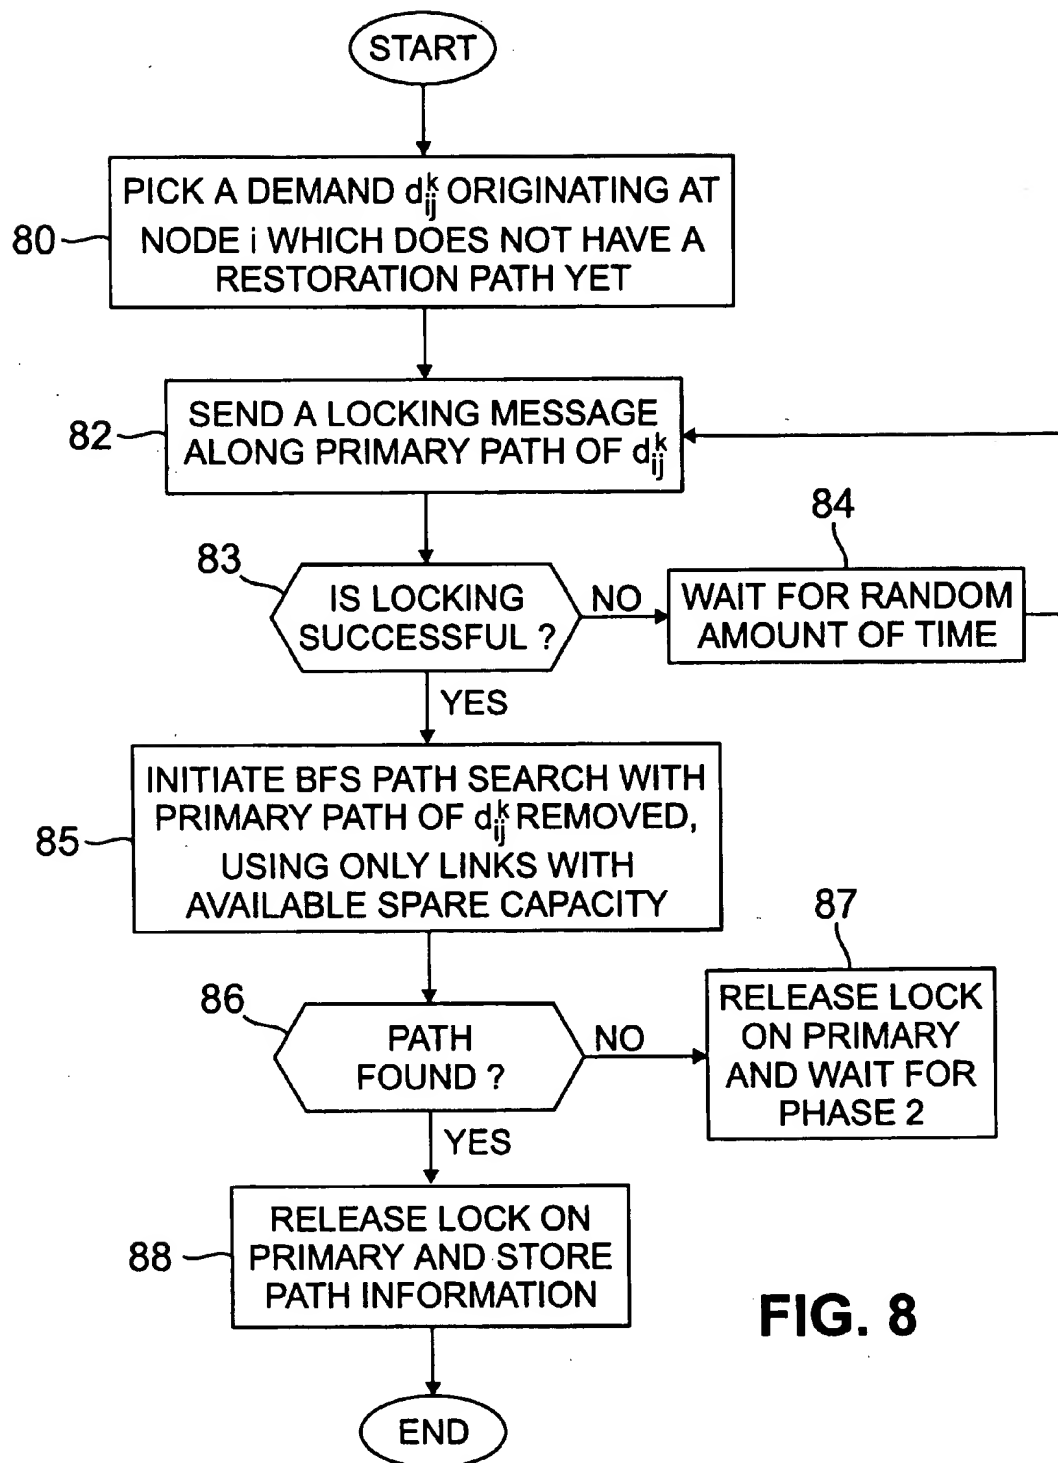 START
PICK A DEMAND d^k_ij ORIGINATING AT
NODE i WHICH DOES NOT HAVE A
RESTORATION PATH YET
80
SEND A LOCKING MESSAGE
ALONG PRIMARY PATH OF d^k_ij
82
83
IS LOCKING
SUCCESSFUL ?
NO
84
WAIT FOR RANDOM
AMOUNT OF TIME
YES
INITIATE BFS PATH SEARCH WITH
PRIMARY PATH OF d^k_ij REMOVED,
USING ONLY LINKS WITH
AVAILABLE SPARE CAPACITY
85
86
PATH
FOUND ?
NO
87
RELEASE LOCK
ON PRIMARY
AND WAIT FOR
PHASE 2
YES
RELEASE LOCK ON
PRIMARY AND STORE
PATH INFORMATION
88
END
FIG. 8